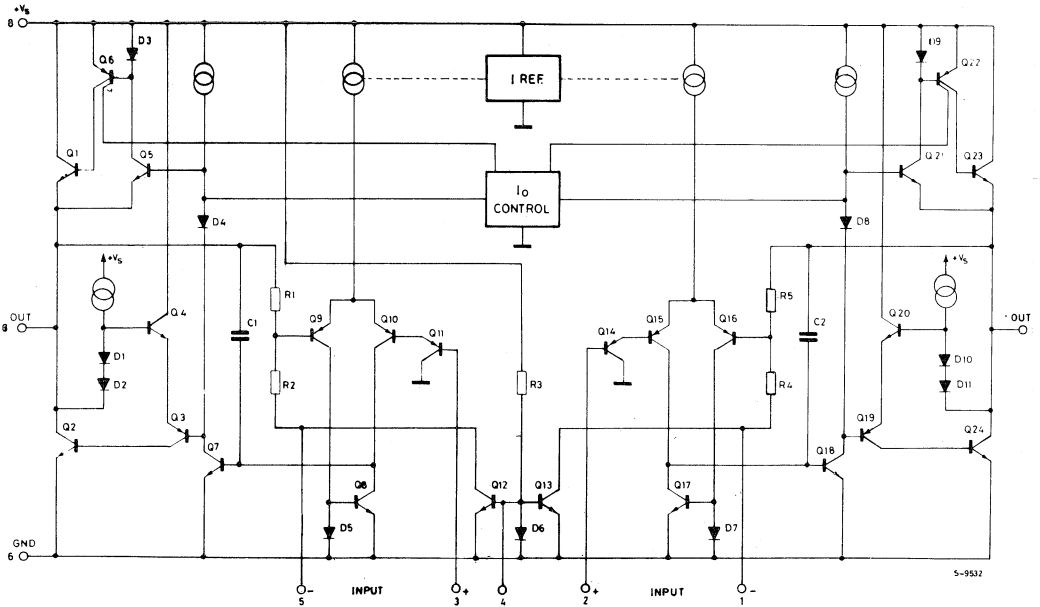 +Vs
8
D3
D9
Q6
Q22
I REF.
Q1
Q5
Q21
Q23
Io
CONTROL
D4
D8
+Vs
+Vs
R1
R5
Q4
Q9
Q10
Q11
Q14
Q15
Q16
Q20
OUT
OUT
C1
C2
D1
D10
D2
R2
R3
R4
D11
Q2
Q3
Q7
Q19
Q24
Q18
Q8
Q12
Q13
Q17
D5
D6
D7
GND
6
S-9532
INPUT
INPUT
5 -
3 +
4
2 +
1 -